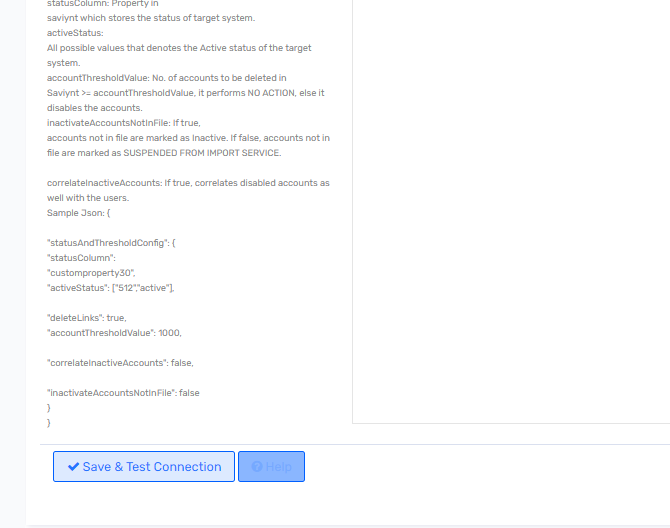 statusColumn: Property in
saviynt which stores the status of target system.
activeStatus:
All possible values that denotes the Active status of the target
system.
accountThresholdValue: No. of accounts to be deleted in
Saviynt >= accountThresholdValue, it performs NO ACTION, else it
disables the accounts.
inactivateAccountsNotInFile: If true,
accounts not in file are marked as Inactive. If false, accounts not in
file are marked as SUSPENDED FROM IMPORT SERVICE.
correlateInactiveAccounts: If true, correlates disabled accounts as
well with the users.
Sample Json: {
"statusAndThresholdConfig": {
"statusColumn":
"customproperty30",
"activeStatus": ["512","active"],
"deleteLinks": true,
"accountThresholdValue": 1000,
"correlateInactiveAccounts": false,
"inactivateAccountsNotInFile": false
}
}
Save & Test Connection
Help